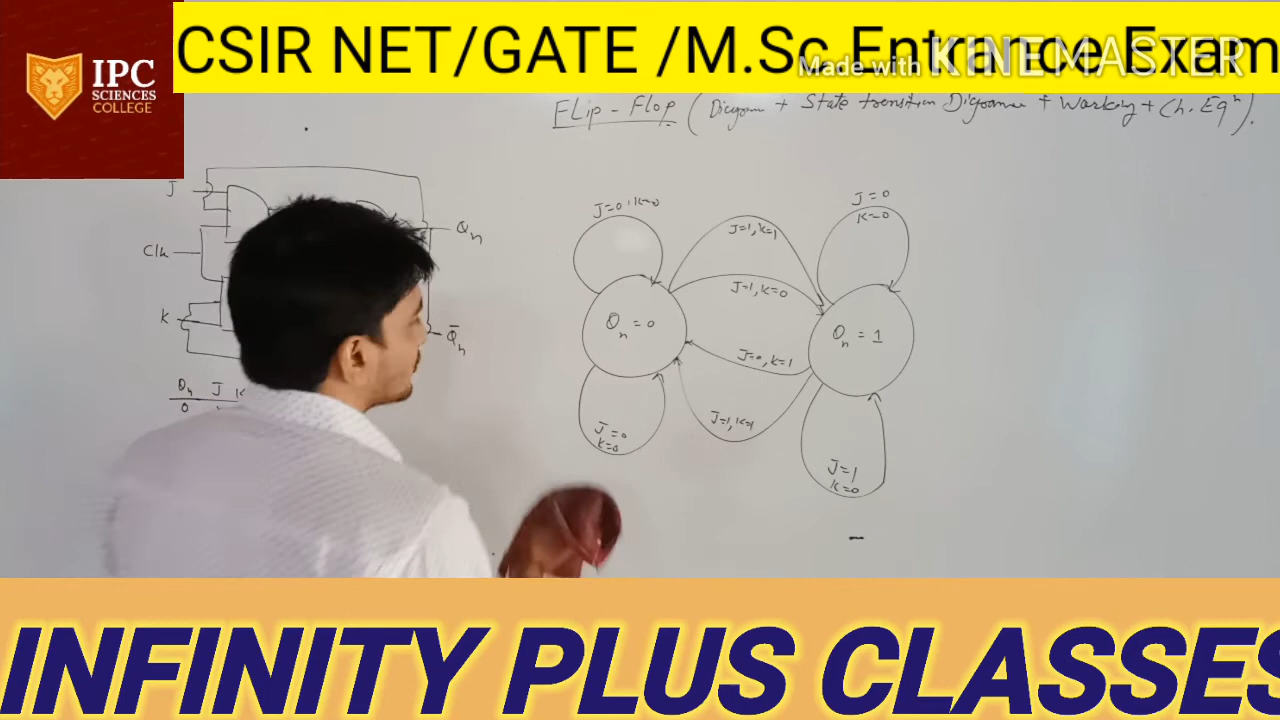 IPC
SCIENCES
COLLEGE
CSIR NET/GATE /M.Sc Entrance Exam
Made with KINEMASTER
FLip - Flop (Diagram + State transition Digrame + Working + Ch. Eqⁿ).
J
Clk
K
Qn
Q̄n
Qn J K
0
J=0, K=0
J=1, K=1
J=1, K=0
J=0
K=0
Qn = 0
Qn = 1
J=0, K=1
J=1, K=1
J=0
K=0
J=1
K=0
INFINITY PLUS CLASSES